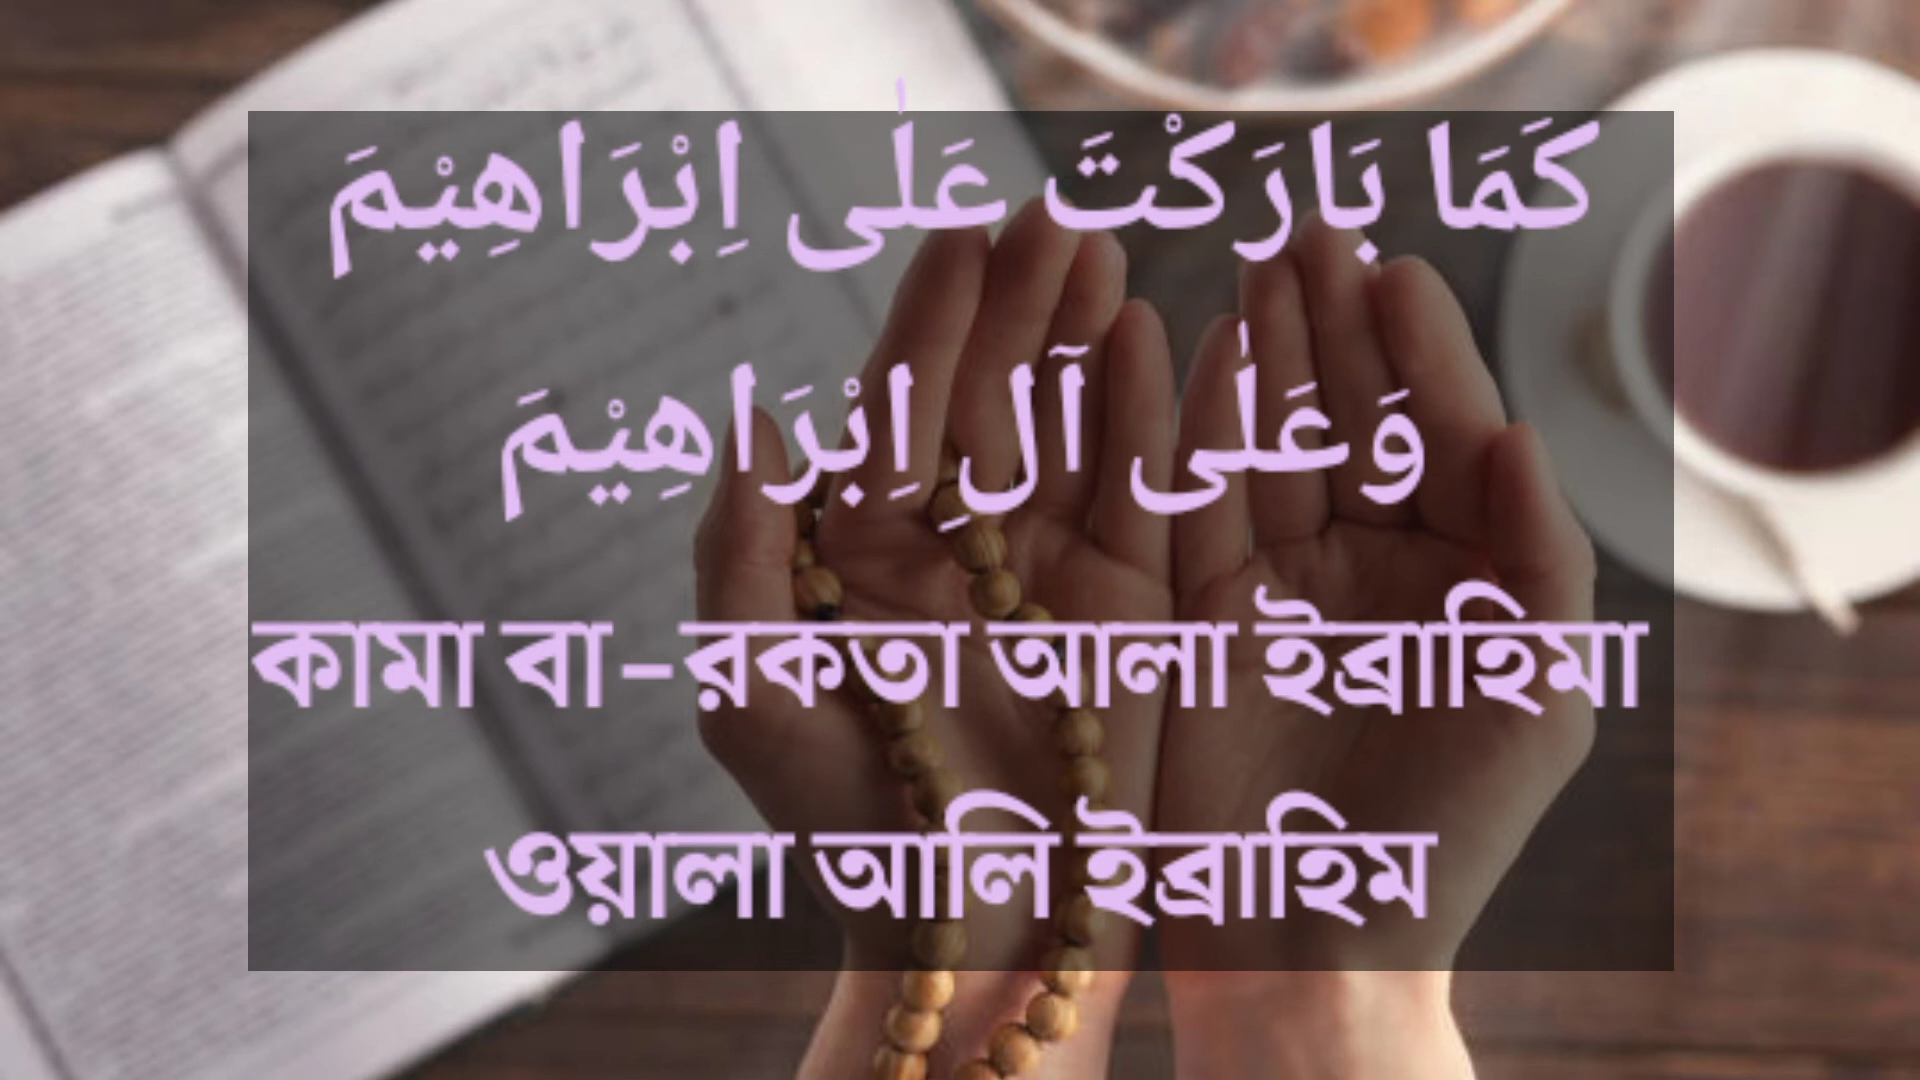 كَمَا بَارَكْتَ عَلٰى اِبْرَاهِيْمَ
وَعَلٰى آلِ اِبْرَاهِيْمَ
কামা বা-রকতা আলা ইব্রাহিমা
ওয়ালা আলি ইব্রাহিম